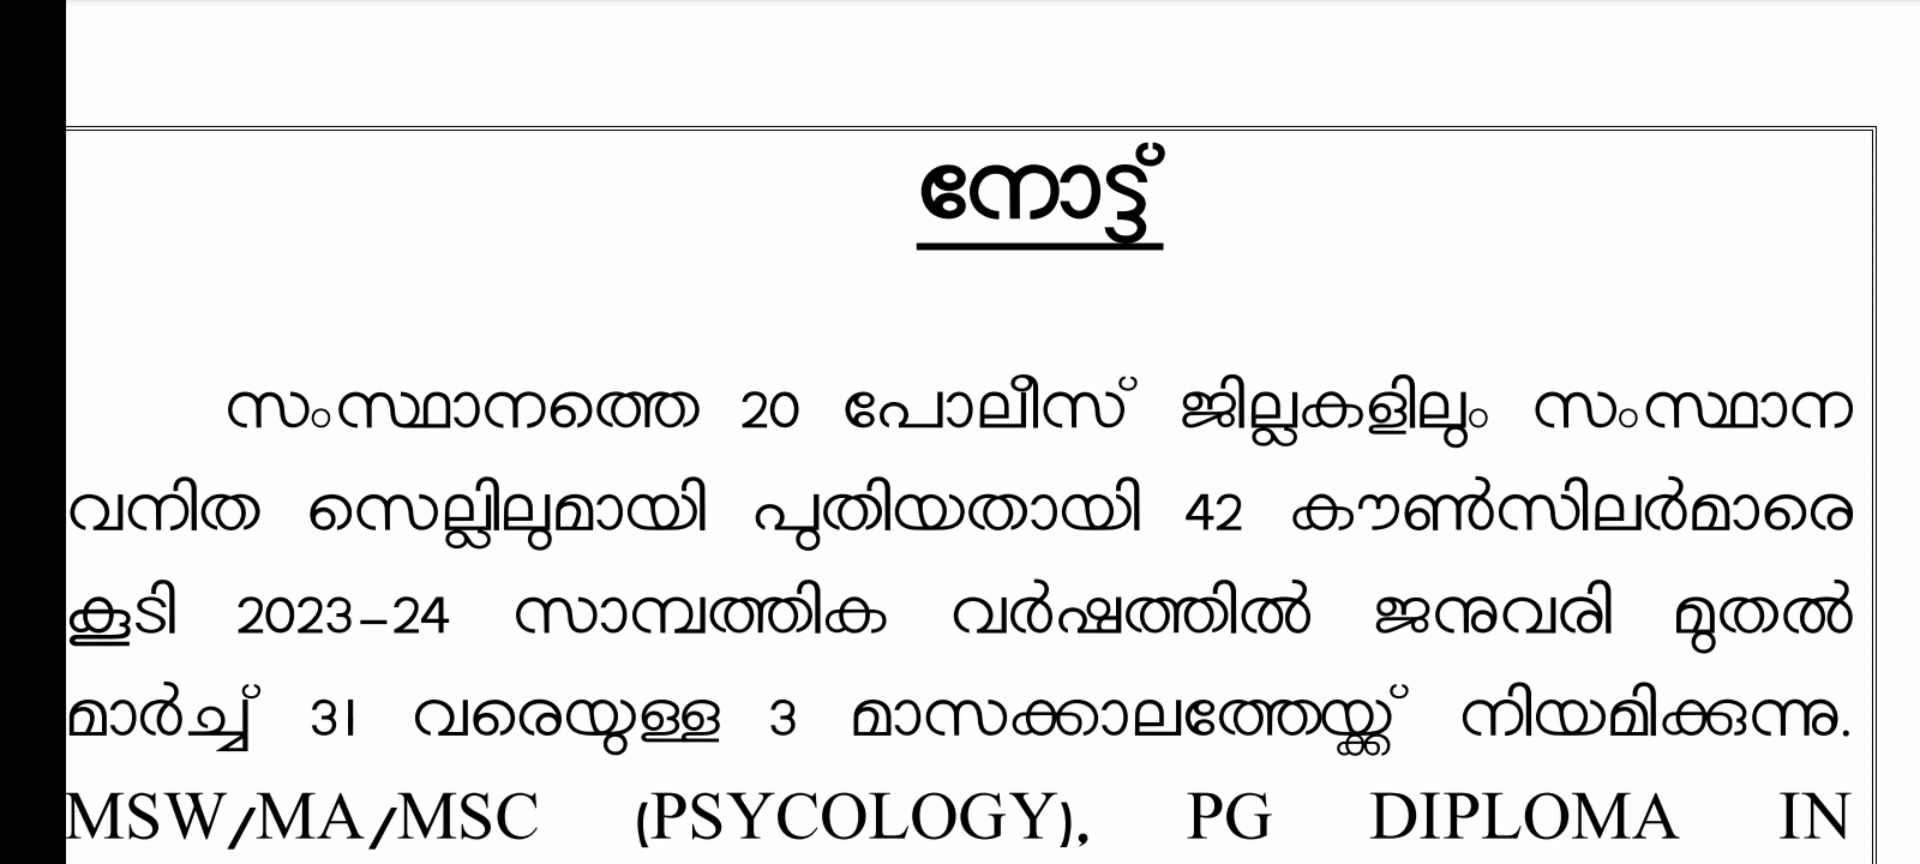 നോട്ട്
സംസ്ഥാനത്തെ 20 പോലീസ് ജില്ലകളിലും സംസ്ഥാന
വനിത സെല്ലിലുമായി പുതിയതായി 42 കൗൺസിലർമാരെ
കൂടി 2023-24 സാമ്പത്തിക വർഷത്തിൽ ജനുവരി മുതൽ
മാർച്ച് 31 വരെയുള്ള 3 മാസക്കാലത്തേയ്ക്ക് നിയമിക്കുന്നു.
MSW/MA/MSC (PSYCOLOGY), PG DIPLOMA IN